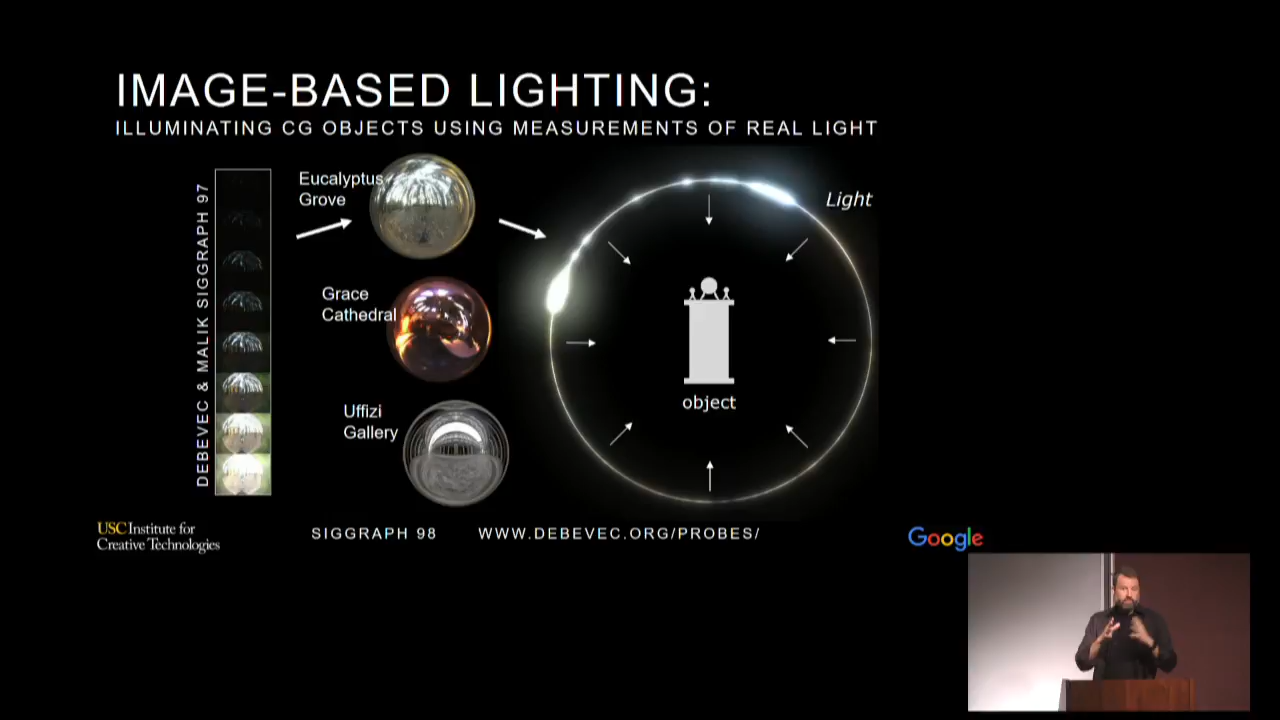 IMAGE-BASED LIGHTING:
ILLUMINATING CG OBJECTS USING MEASUREMENTS OF REAL LIGHT
DEBEVEC & MALIK SIGGRAPH 97
Eucalyptus
Grove
Grace
Cathedral
Uffizi
Gallery
Light
object
USC Institute for
Creative Technologies
SIGGRAPH 98 WWW.DEBEVEC.ORG/PROBES/
Google